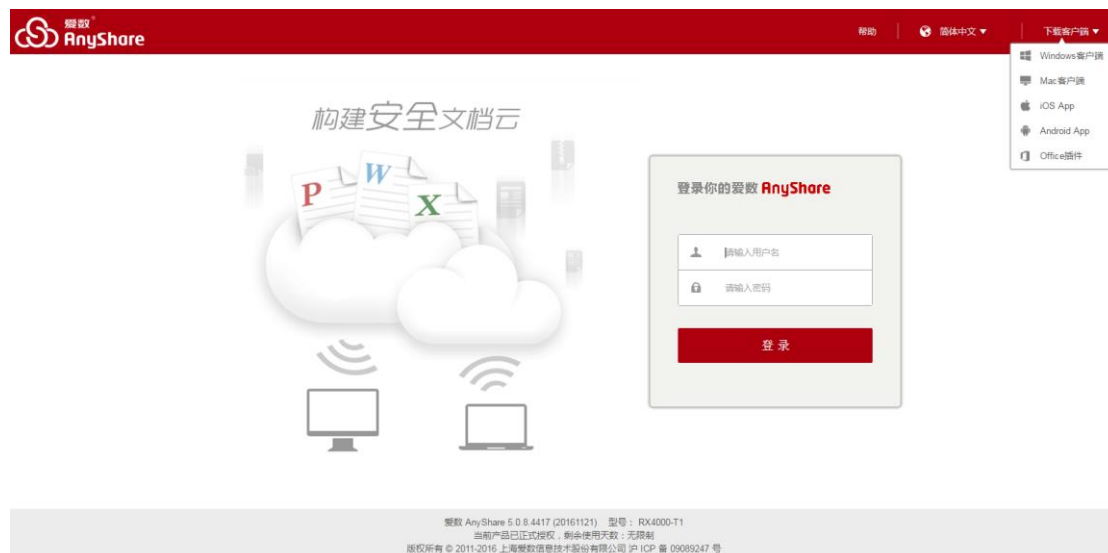 爱数®
AnyShare
帮助
简体中文▼
下载客户端▼
Windows客户端
Mac客户端
iOS App
Android App
Office插件
构建安全文档云
P
W
X
登录你的爱数 AnyShare
请输入用户名
请输入密码
登 录
爱数 AnyShare 5.0.8.4417 (20161121) 型号： RX4000-T1
当前产品已正式授权，剩余使用天数：无限制
版权所有 © 2011-2016 上海爱数信息技术股份有限公司 沪 ICP 备 09089247 号